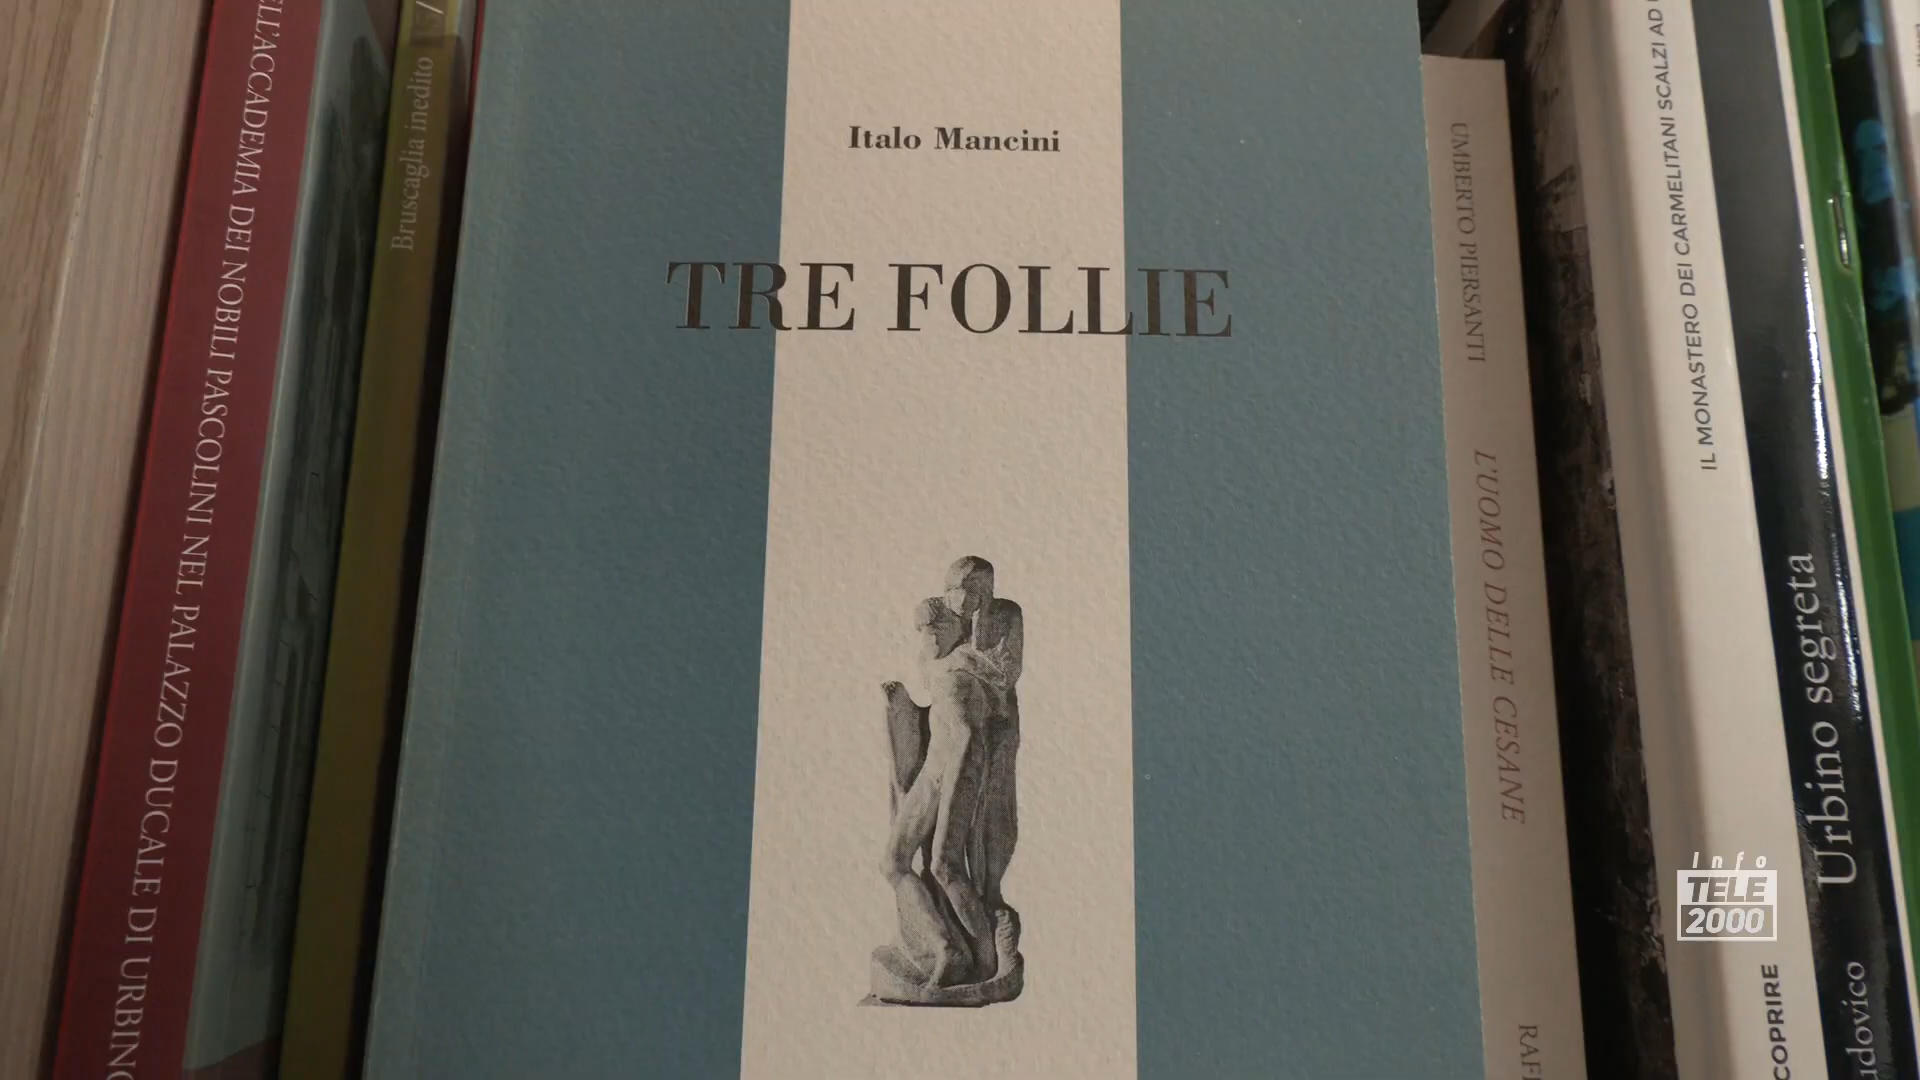 ELL'ACCADEMIA DEI NOBILI PASCOLINI NEL PALAZZO DUCALE DI URBINO
Bruscaglia inedito
Italo Mancini
TRE FOLLIE
UMBERTO PIERSANTI
L'UOMO DELLE CESANE
IL MONASTERO DEI CARMELITANI SCALZI AD
COPRIRE
Urbino segreta
udovico
Info
TELE
2000